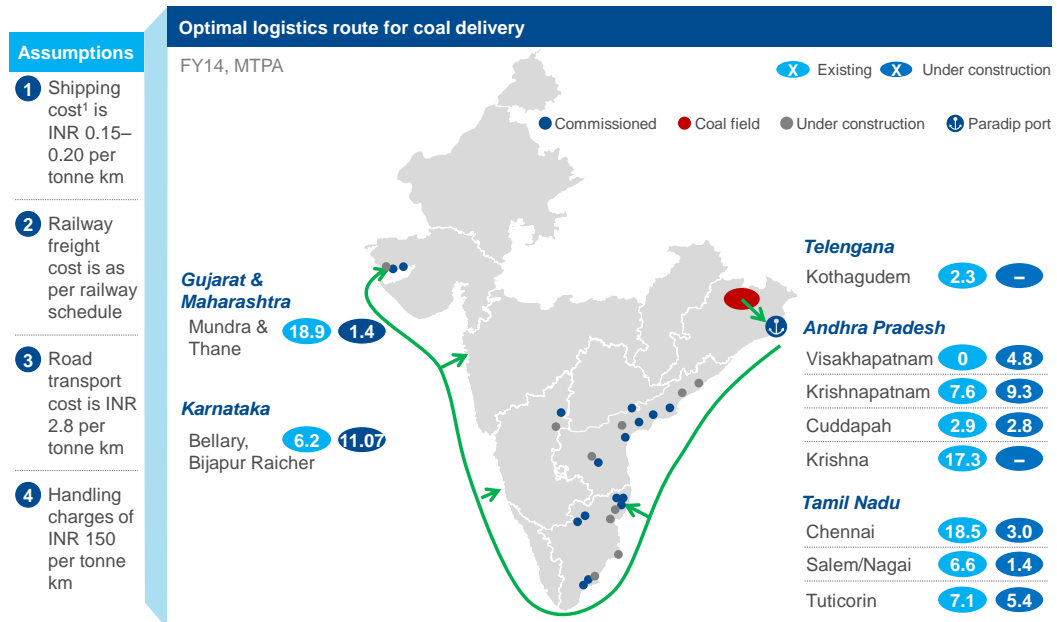 Optimal logistics route for coal delivery
Assumptions
1 Shipping
cost¹ is
INR 0.15–
0.20 per
tonne km
2 Railway
freight
cost is as
per railway
schedule
3 Road
transport
cost is INR
2.8 per
tonne km
4 Handling
charges of
INR 150
per tonne
km
FY14, MTPA
X Existing X Under construction
Commissioned Coal field Under construction Paradip port
Gujarat &
Maharashtra
Mundra &
Thane
18.9 1.4
Karnataka
Bellary,
Bijapur Raicher
6.2 11.07
Telengana
Kothagudem 2.3 –
Andhra Pradesh
Visakhapatnam 0 4.8
Krishnapatnam 7.6 9.3
Cuddapah 2.9 2.8
Krishna 17.3 –
Tamil Nadu
Chennai 18.5 3.0
Salem/Nagai 6.6 1.4
Tuticorin 7.1 5.4